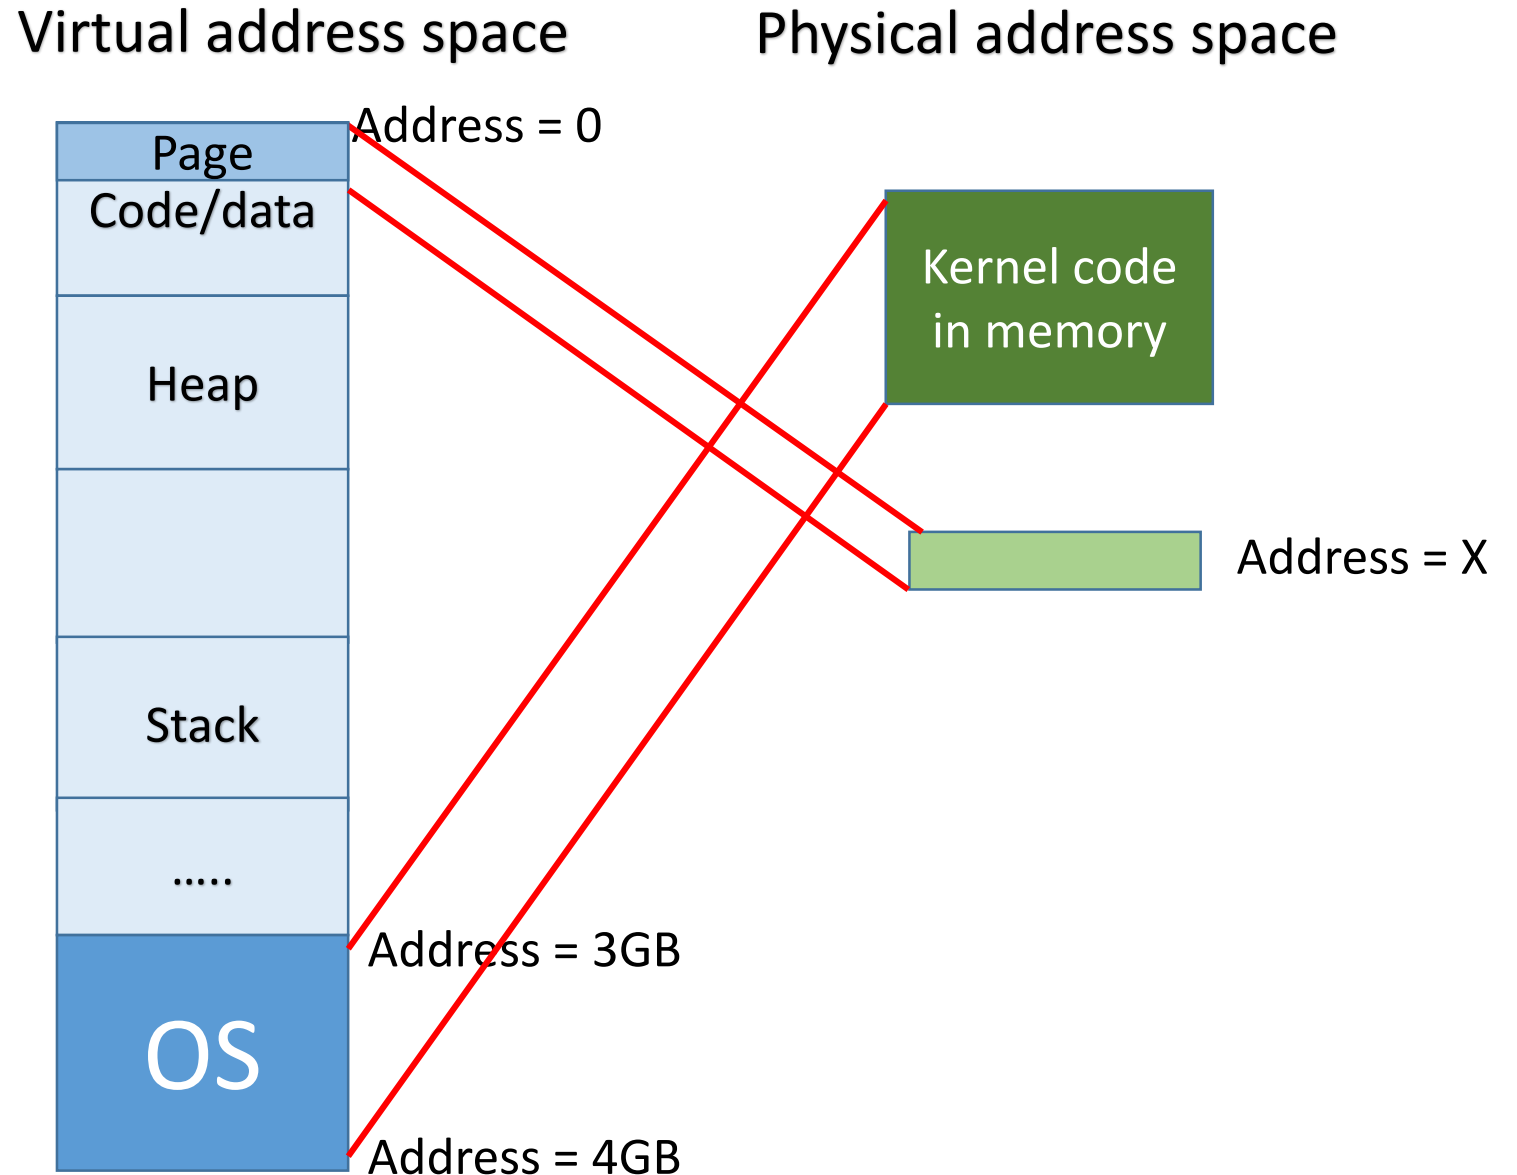 Virtual address space
Physical address space
Address = 0
Page
Code/data
Kernel code
in memory
Heap
Address = X
Stack
.....
Address = 3GB
OS
Address = 4GB